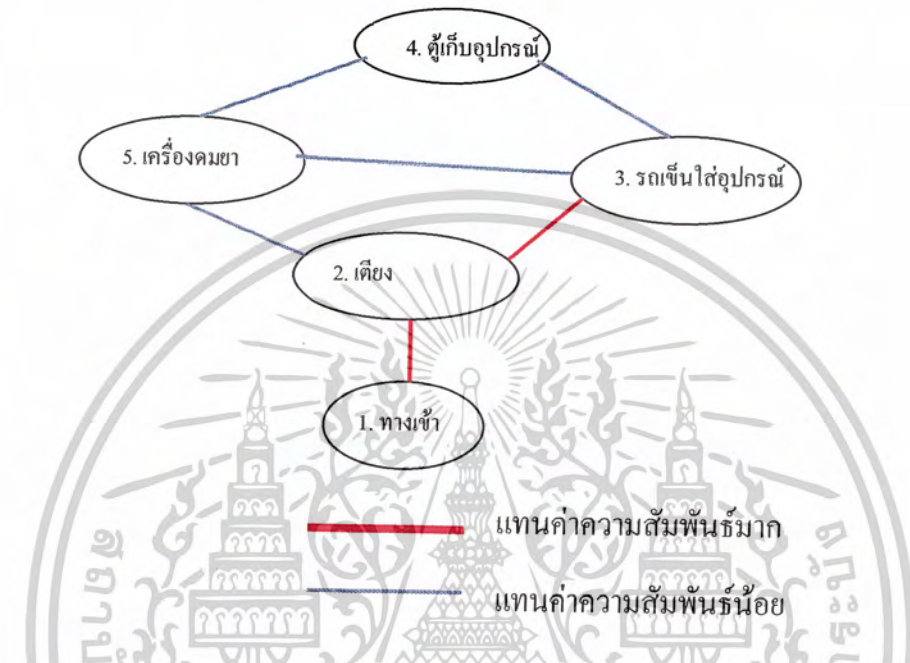 4. ตู้เก็บอุปกรณ์
5. เครื่องดมยา
3. รถเข็นใส่อุปกรณ์
2. เตียง
1. ทางเข้า
แทนค่าความสัมพันธ์มาก
แทนค่าความสัมพันธ์น้อย